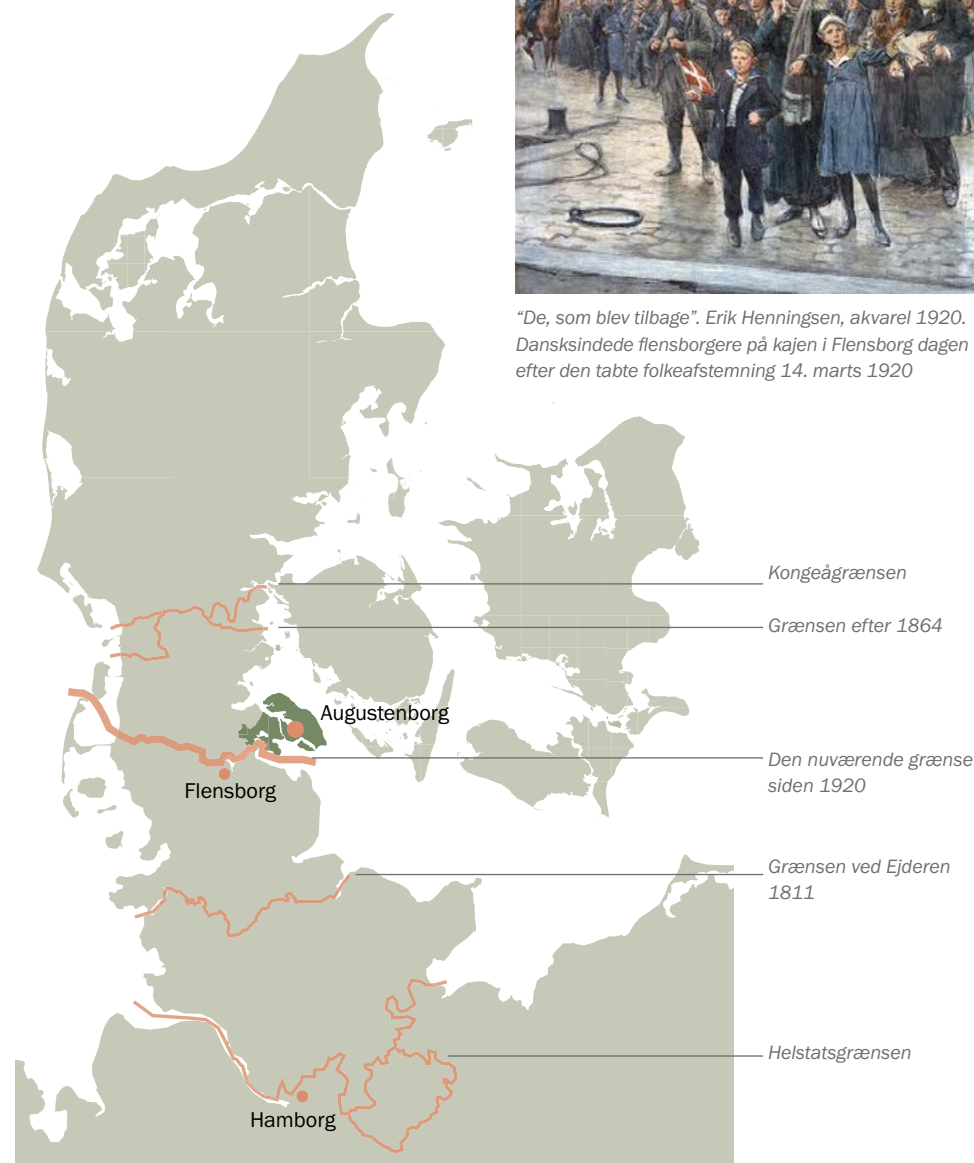 “De, som blev tilbage”. Erik Henningsen, akvarel 1920.
Dansksindede flensborgere på kajen i Flensborg dagen
efter den tabte folkeafstemning 14. marts 1920
Kongeågrænsen
Grænsen efter 1864
Augustenborg
Den nuværende grænse
siden 1920
Flensborg
Grænsen ved Ejderen
1811
Helstatsgrænsen
Hamborg